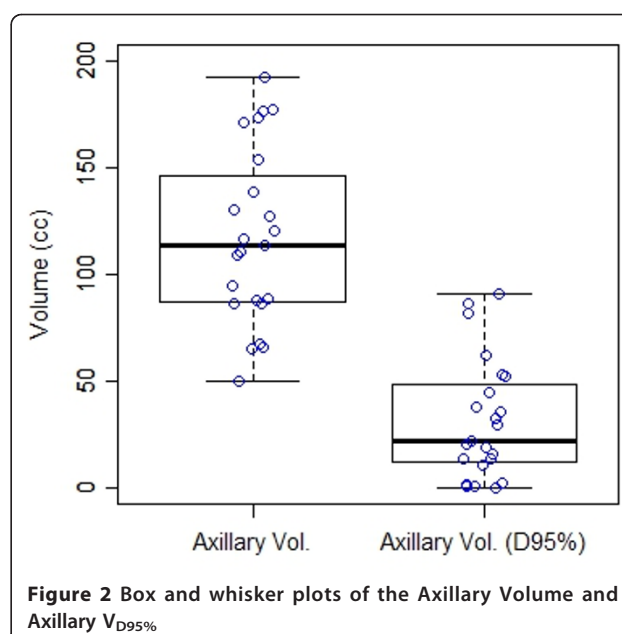 200
150
100
50
0
Volume (cc)
Axillary Vol. Axillary Vol. (D95%)
Figure 2 Box and whisker plots of the Axillary Volume and
Axillary VD95%